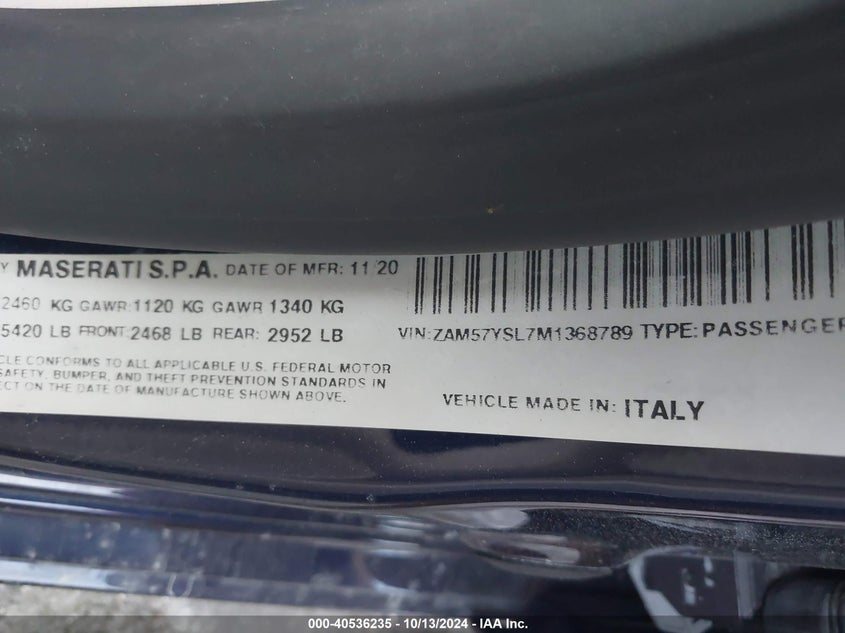 Y MASERATI S.P.A. DATE OF MFR: 11/20
2460 KG GAWR:1120 KG GAWR 1340 KG
5420 LB FRONT:2468 LB REAR: 2952 LB
CLE CONFORMS TO ALL APPLICABLE U.S. FEDERAL MOTOR
SAFETY, BUMPER, AND THEFT PREVENTION STANDARDS IN
ECT ON THE DATE OF MANUFACTURE SHOWN ABOVE.
VIN:ZAM57YSL7M1368789 TYPE:PASSENGER
VEHICLE MADE IN: ITALY
000-40536235 - 10/13/2024 - © IAA Inc.